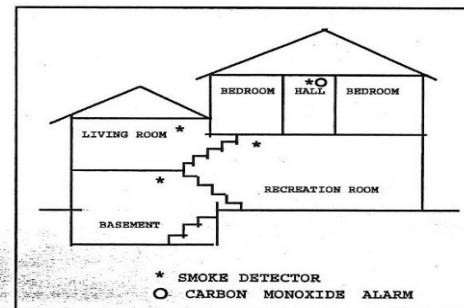 BEDROOM HALL BEDROOM
LIVING ROOM
RECREATION ROOM
BASEMENT
* SMOKE DETECTOR
O CARBON MONOXIDE ALARM